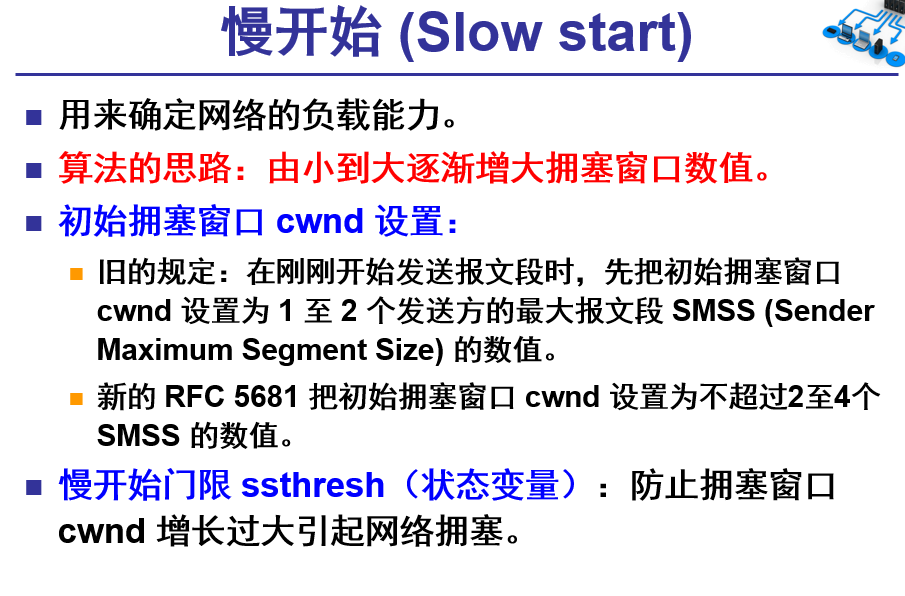 慢开始 (Slow start)
用来确定网络的负载能力。
算法的思路：由小到大逐渐增大拥塞窗口数值。
初始拥塞窗口 cwnd 设置：
旧的规定：在刚刚开始发送报文段时，先把初始拥塞窗口
cwnd 设置为 1 至 2 个发送方的最大报文段 SMSS (Sender
Maximum Segment Size) 的数值。
新的 RFC 5681 把初始拥塞窗口 cwnd 设置为不超过2至4个
SMSS 的数值。
慢开始门限 ssthresh（状态变量）：防止拥塞窗口
cwnd 增长过大引起网络拥塞。